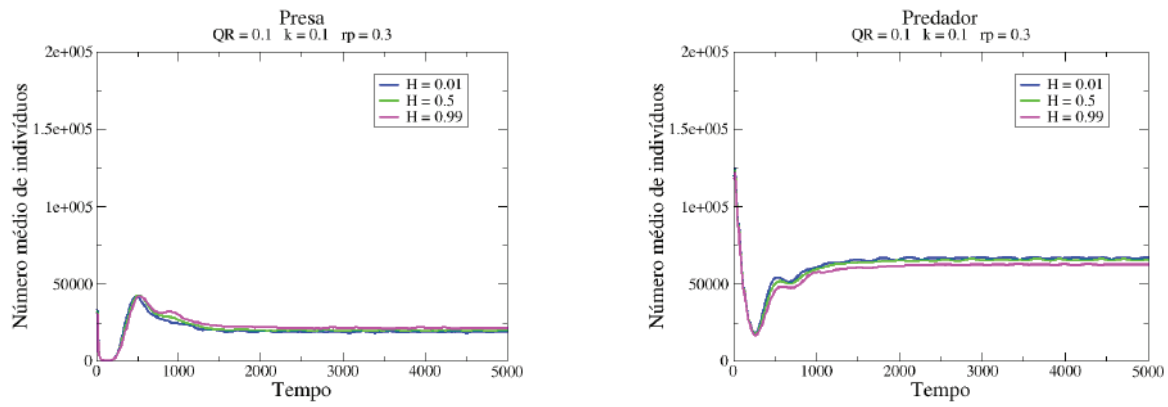 Presa
QR = 0.1 k = 0.1 rp = 0.3
2e+005
1.5e+005
1e+005
50000
0
Número médio de indivíduos
H = 0.01
H = 0.5
H = 0.99
0 1000 2000 3000 4000 5000
Tempo
Predador
QR = 0.1 k = 0.1 rp = 0.3
2e+005
1.5e+005
1e+005
50000
0
Número médio de indivíduos
H = 0.01
H = 0.5
H = 0.99
0 1000 2000 3000 4000 5000
Tempo